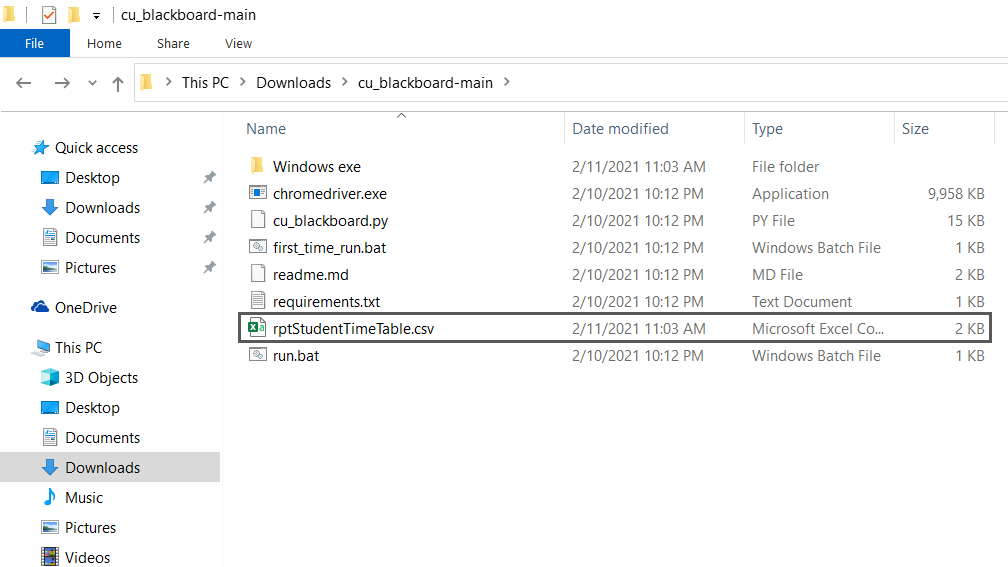 cu_blackboard-main
File Home Share View
This PC Downloads cu_blackboard-main
Name Date modified Type Size
Quick access
Desktop
Downloads
Documents
Pictures
OneDrive
This PC
3D Objects
Desktop
Documents
Downloads
Music
Pictures
Videos
Windows exe 2/11/2021 11:03 AM File folder
chromedriver.exe 2/10/2021 10:12 PM Application 9,958 KB
cu_blackboard.py 2/10/2021 10:12 PM PY File 15 KB
first_time_run.bat 2/10/2021 10:12 PM Windows Batch File 1 KB
readme.md 2/10/2021 10:12 PM MD File 2 KB
requirements.txt 2/10/2021 10:12 PM Text Document 1 KB
rptStudentTimeTable.csv 2/11/2021 11:03 AM Microsoft Excel Co... 2 KB
run.bat 2/10/2021 10:12 PM Windows Batch File 1 KB